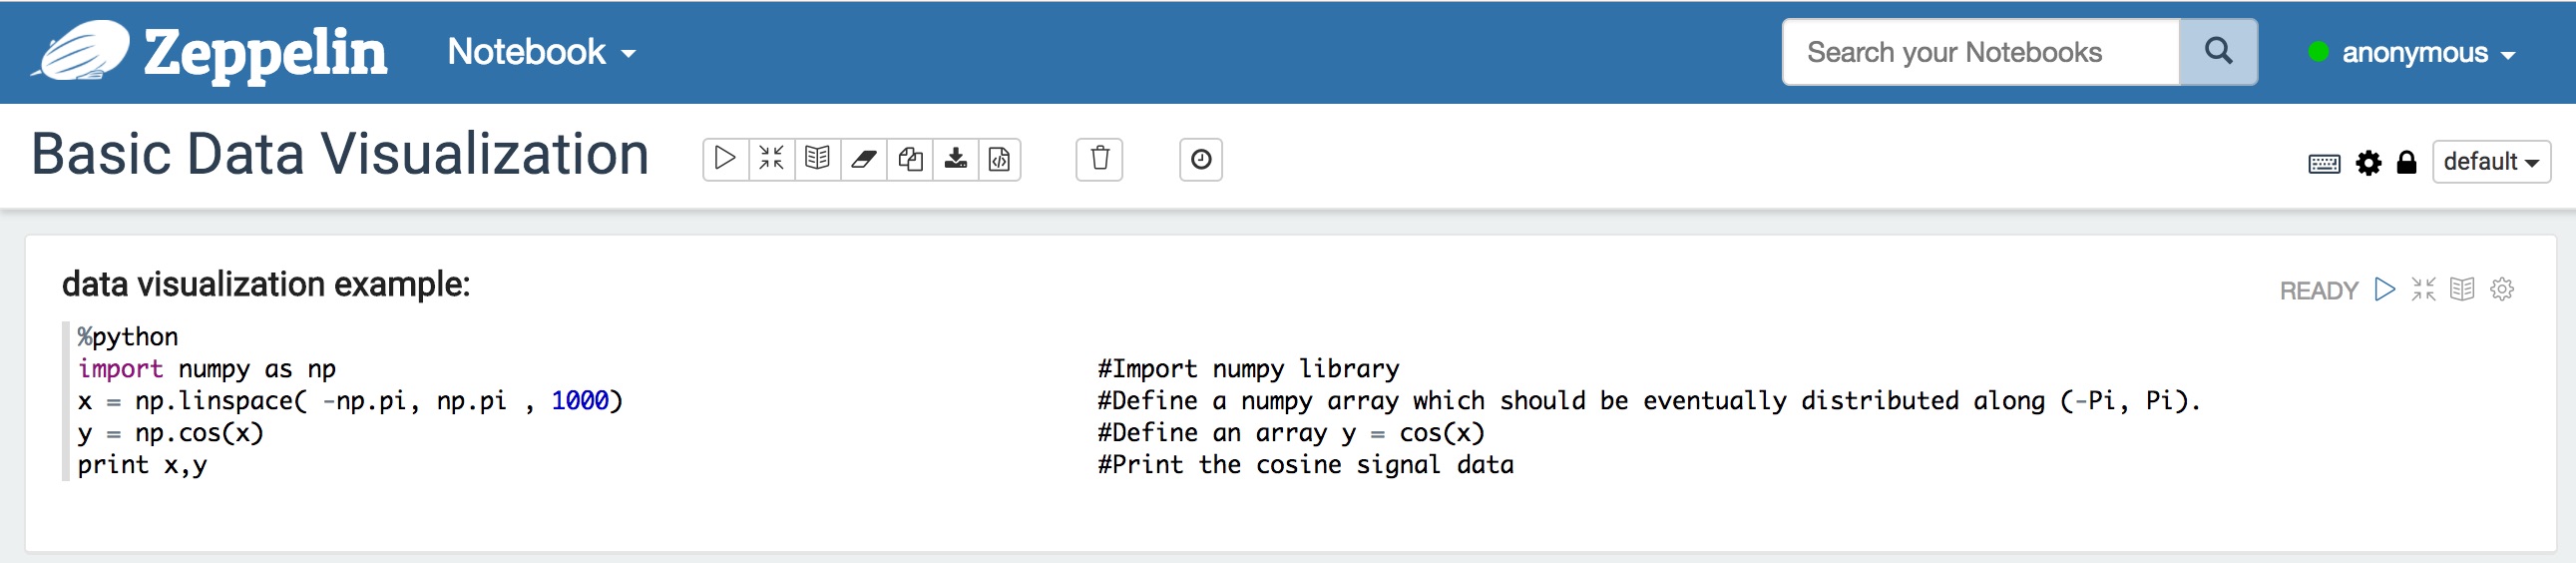 Zeppelin Notebook Search your Notebooks anonymous
Basic Data Visualization default
data visualization example: READY
%python
import numpy as np #Import numpy library
x = np.linspace( -np.pi, np.pi , 1000) #Define a numpy array which should be eventually distributed along (-Pi, Pi).
y = np.cos(x) #Define an array y = cos(x)
print x,y #Print the cosine signal data